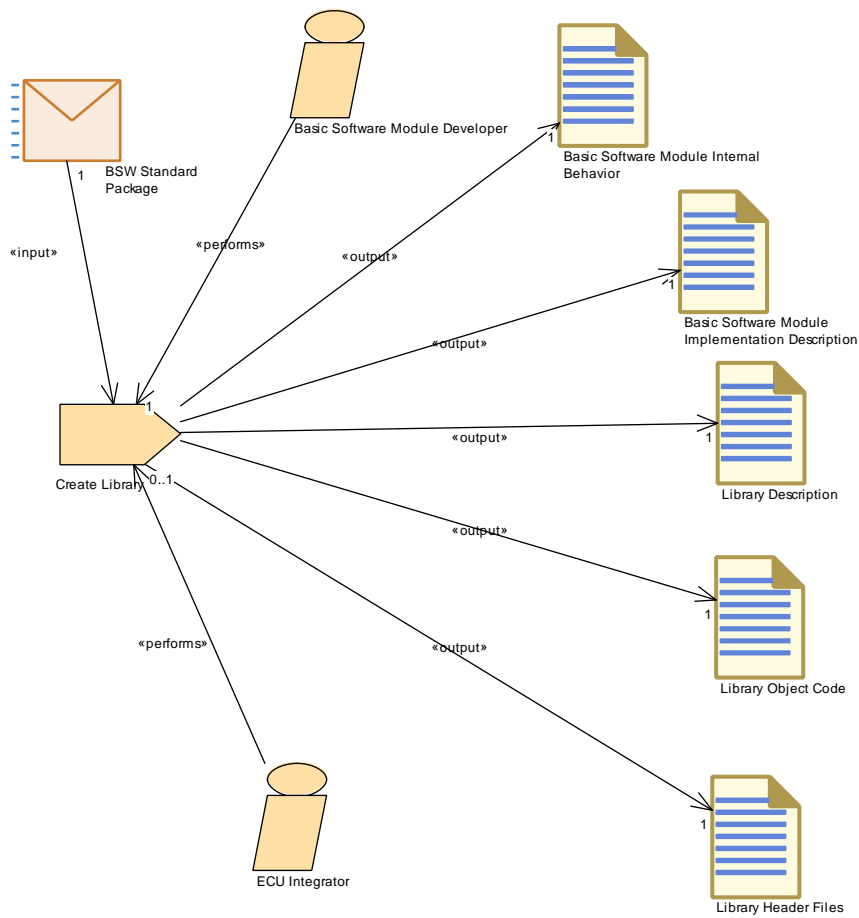 Basic Software Module Developer
1
Basic Software Module Internal
Behavior
1
BSW Standard
Package
«input»
«performs»
«output»
1
Basic Software Module
Implementation Description
«output»
1
Create Library
0..1
«output»
1
Library Description
«output»
1
Library Object Code
«performs»
«output»
1
Library Header Files
ECU Integrator